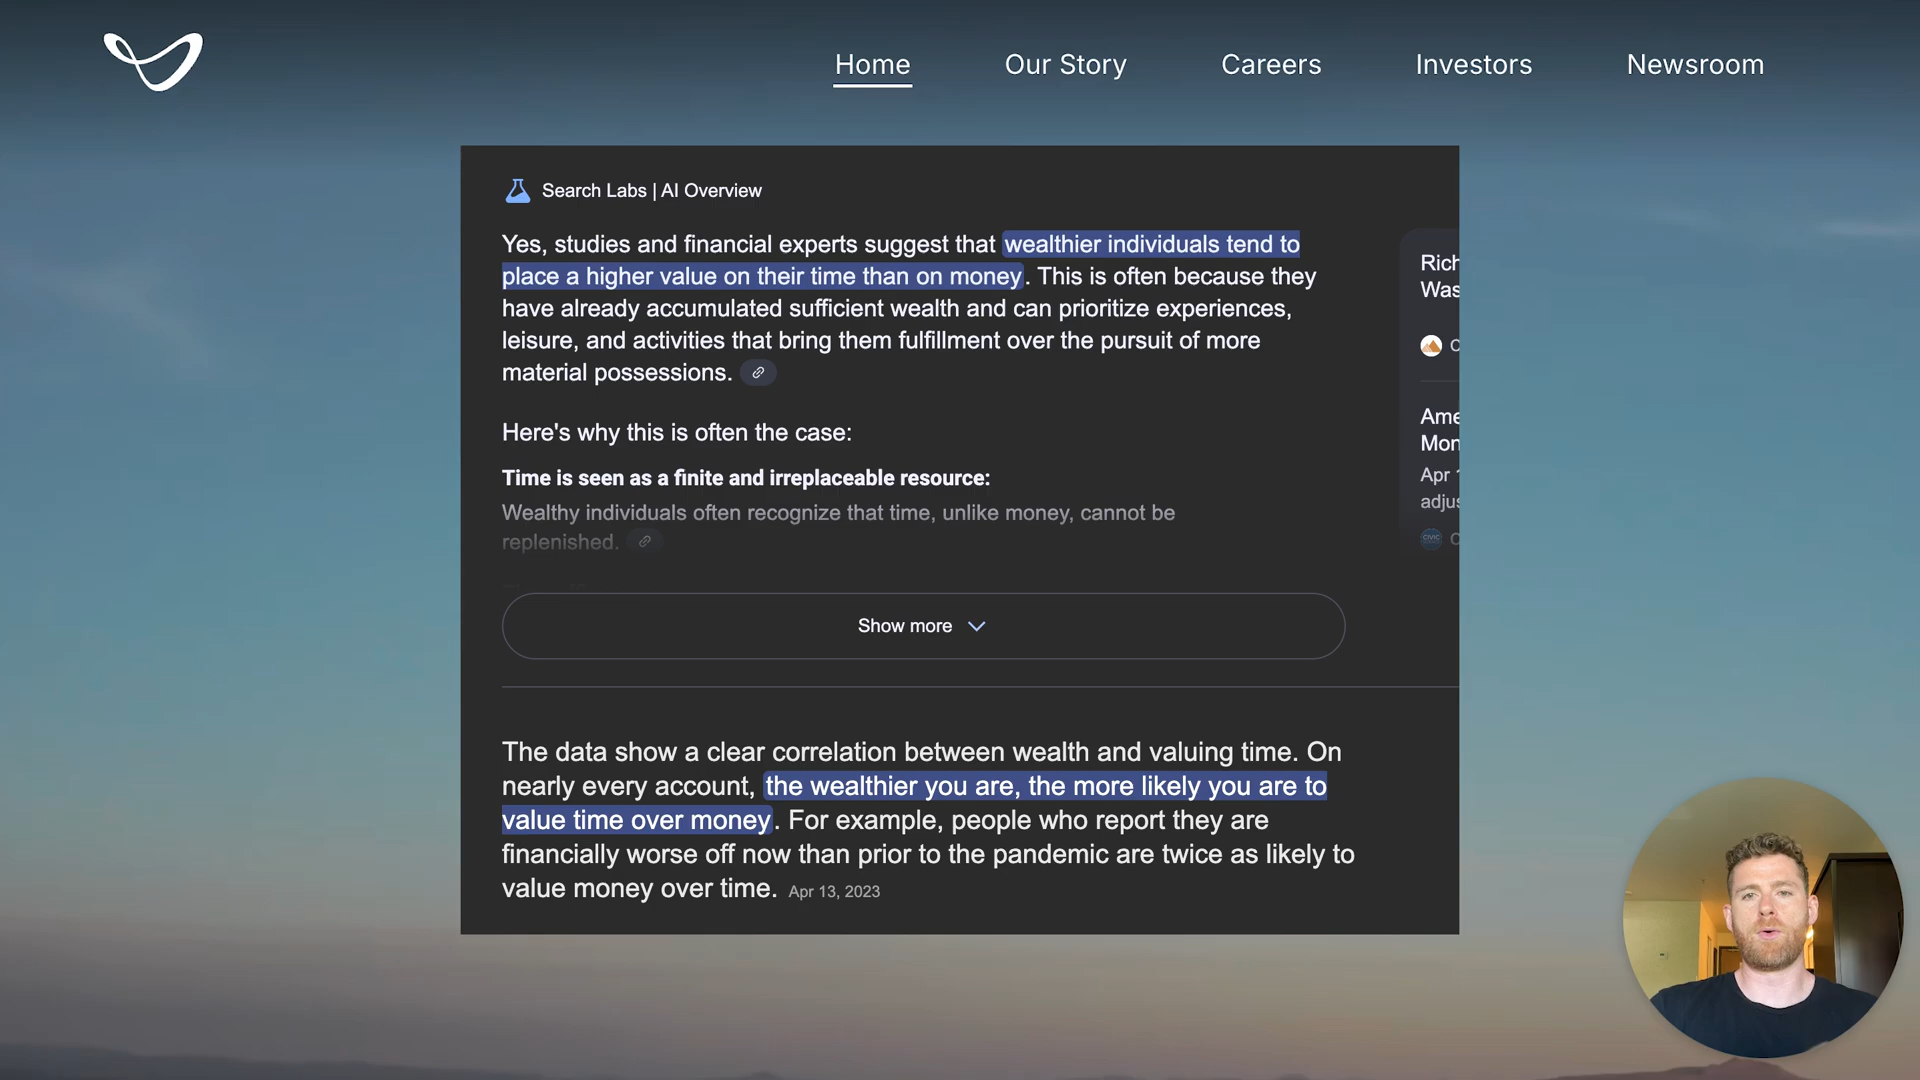 Home
Our Story
Careers
Investors
Newsroom
Search Labs | AI Overview
Yes, studies and financial experts suggest that wealthier individuals tend to
place a higher value on their time than on money. This is often because they
have already accumulated sufficient wealth and can prioritize experiences,
leisure, and activities that bring them fulfillment over the pursuit of more
material possessions.
Here's why this is often the case:
Time is seen as a finite and irreplaceable resource:
Wealthy individuals often recognize that time, unlike money, cannot be
replenished.
Show more
Rich
Was
Ame
Mon
Apr
adjus
CIVIC
The data show a clear correlation between wealth and valuing time. On
nearly every account, the wealthier you are, the more likely you are to
value time over money. For example, people who report they are
financially worse off now than prior to the pandemic are twice as likely to
value money over time. Apr 13, 2023